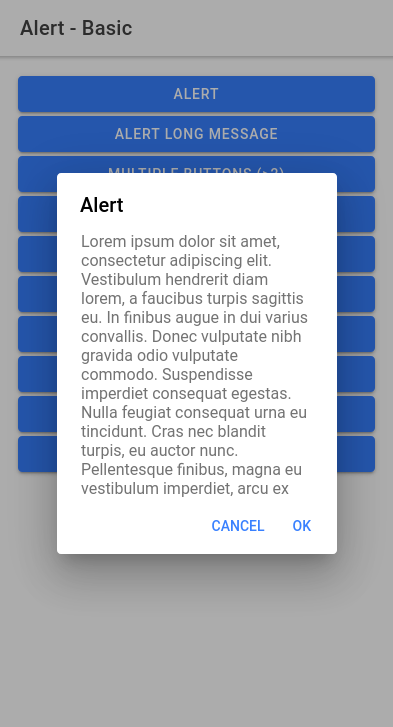 Alert - Basic
ALERT
ALERT LONG MESSAGE
MULTIPLE BUTTONS (>2)
Alert
Lorem ipsum dolor sit amet,
consectetur adipiscing elit.
Vestibulum hendrerit diam
lorem, a faucibus turpis sagittis
eu. In finibus augue in dui varius
convallis. Donec vulputate nibh
gravida odio vulputate
commodo. Suspendisse
imperdiet consequat egestas.
Nulla feugiat consequat urna eu
tincidunt. Cras nec blandit
turpis, eu auctor nunc.
Pellentesque finibus, magna eu
vestibulum imperdiet, arcu ex
CANCEL OK